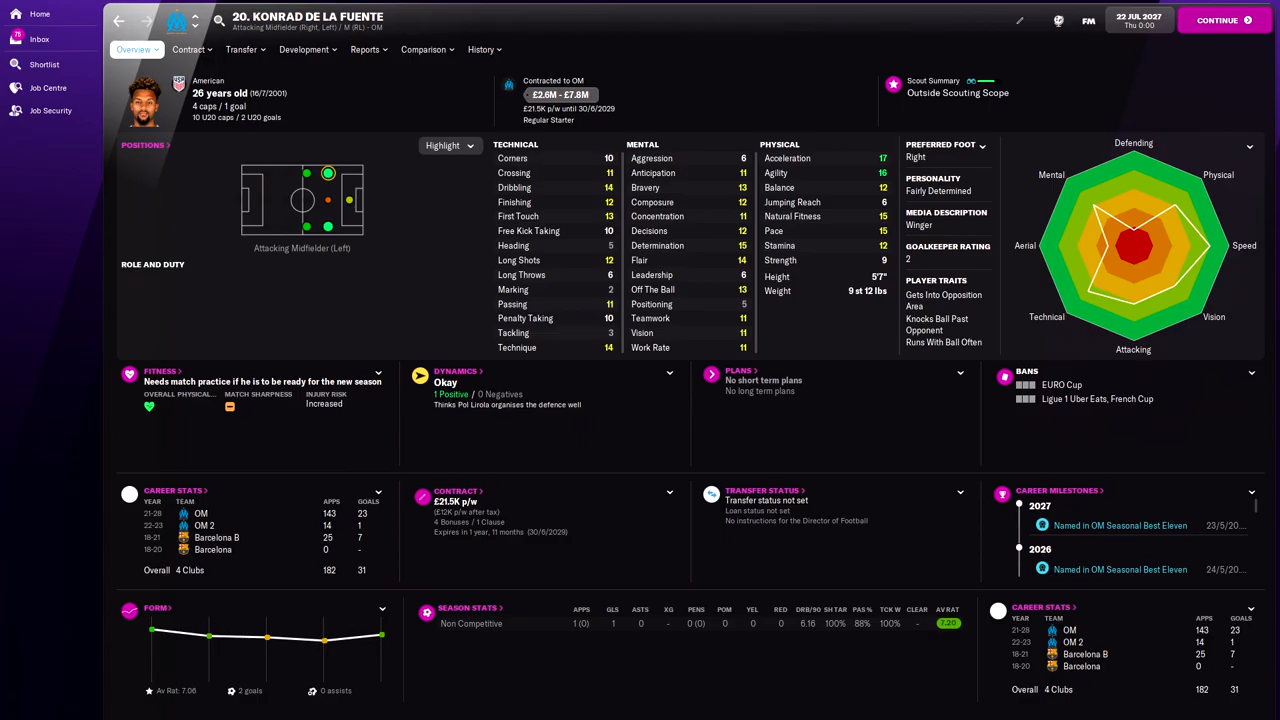 Home
75
Inbox
Shortlist
Job Centre
Job Security
20. KONRAD DE LA FUENTE
Attacking Midfielder (Right, Left) / M (RL) - OM
FM
22 JUL 2027
Thu 0:00
CONTINUE
Overview
Contract
Transfer
Development
Reports
Comparison
History
American
26 years old (16/7/2001)
4 caps / 1 goal
10 U20 caps / 2 U20 goals
Contracted to OM
£2.6M - £7.8M
£21.5K p/w until 30/6/2029
Regular Starter
Scout Summary
Outside Scouting Scope
POSITIONS
Attacking Midfielder (Left)
ROLE AND DUTY
Highlight
TECHNICAL
Corners 10
Crossing 11
Dribbling 14
Finishing 12
First Touch 13
Free Kick Taking 10
Heading 5
Long Shots 12
Long Throws 6
Marking 2
Passing 11
Penalty Taking 10
Tackling 3
Technique 14
MENTAL
Aggression 6
Anticipation 11
Bravery 13
Composure 12
Concentration 11
Decisions 12
Determination 15
Flair 14
Leadership 6
Off The Ball 13
Positioning 5
Teamwork 11
Vision 11
Work Rate 11
PHYSICAL
Acceleration 17
Agility 16
Balance 12
Jumping Reach 6
Natural Fitness 15
Pace 15
Stamina 12
Strength 9
Height 5'7"
Weight 9 st 12 lbs
PREFERRED FOOT
Right
PERSONALITY
Fairly Determined
MEDIA DESCRIPTION
Winger
GOALKEEPER RATING
2
PLAYER TRAITS
Gets Into Opposition
Area
Knocks Ball Past
Opponent
Runs With Ball Often
Defending
Mental Physical
Aerial Speed
Technical Vision
Attacking
FITNESS
Needs match practice if he is to be ready for the new season
OVERALL PHYSICAL... MATCH SHARPNESS INJURY RISK
Increased
DYNAMICS
Okay
1 Positive / 0 Negatives
Thinks Pol Lirola organises the defence well
PLANS
No short term plans
No long term plans
BANS
EURO Cup
Ligue 1 Uber Eats, French Cup
CAREER STATS
YEAR TEAM APPS GOALS
21-28 OM 143 23
22-23 OM 2 14 1
18-21 Barcelona B 25 7
18-20 Barcelona 0 -
Overall 4 Clubs 182 31
CONTRACT
£21.5K p/w
(£12K p/w after tax)
4 Bonuses / 1 Clause
Expires in 1 year, 11 months (30/6/2029)
TRANSFER STATUS
Transfer status not set
Loan status not set
No instructions for the Director of Football
CAREER MILESTONES
2027
Named in OM Seasonal Best Eleven 23/5/20....
2026
Named in OM Seasonal Best Eleven 24/5/20....
FORM
Av Rat: 7.06 2 goals 0 assists
SEASON STATS APPS GLS ASTS XG PENS POM YEL RED DRB/90 SH TAR PAS % TCK W CLEAR AV RAT
Non Competitive 1 (0) 1 0 - 0 (0) 0 0 0 6.16 100% 88% 100% - 7.20
CAREER STATS
YEAR TEAM APPS GOALS
21-28 OM 143 23
22-23 OM 2 14 1
18-21 Barcelona B 25 7
18-20 Barcelona 0 -
Overall 4 Clubs 182 31